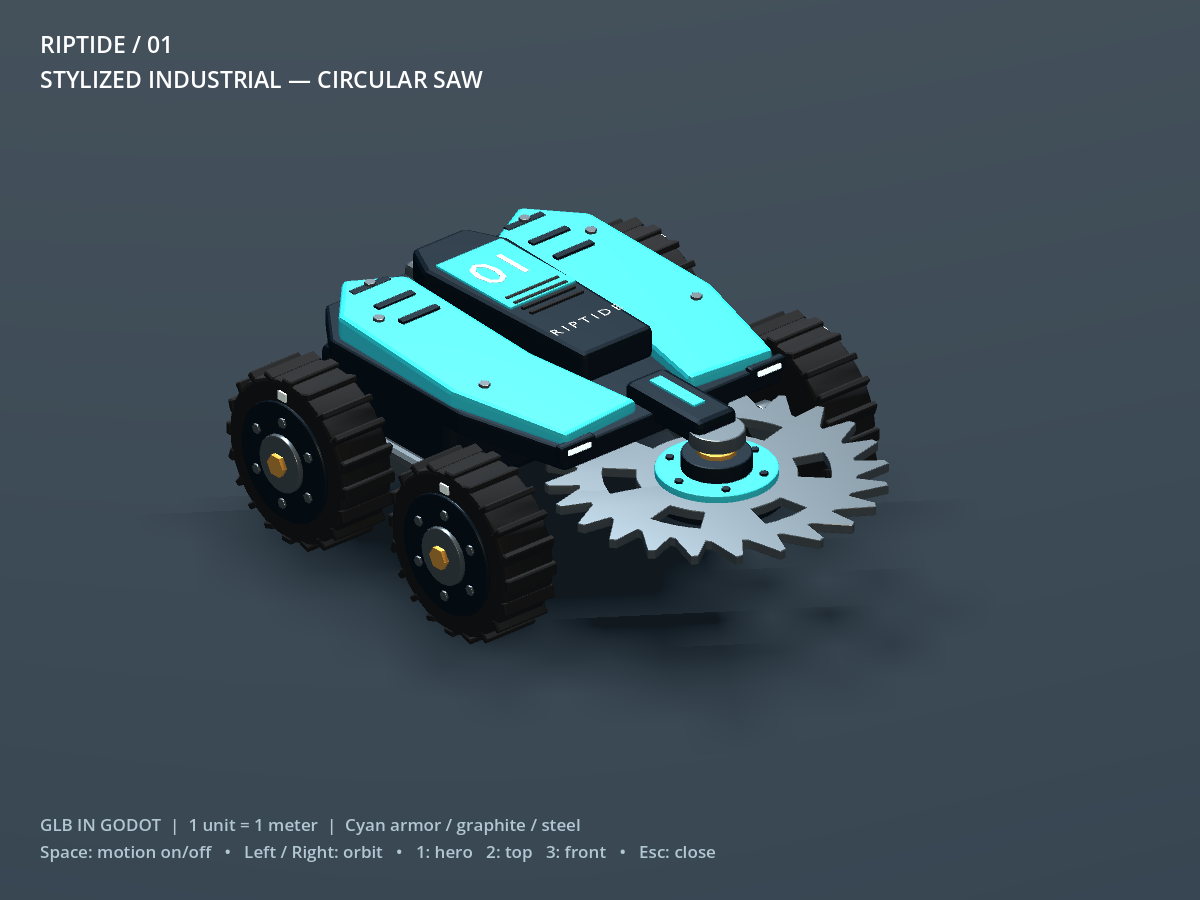 RIPTIDE / 01
STYLIZED INDUSTRIAL — CIRCULAR SAW
01
RIPTIDE
GLB IN GODOT | 1 unit = 1 meter | Cyan armor / graphite / steel
Space: motion on/off • Left / Right: orbit • 1: hero 2: top 3: front • Esc: close